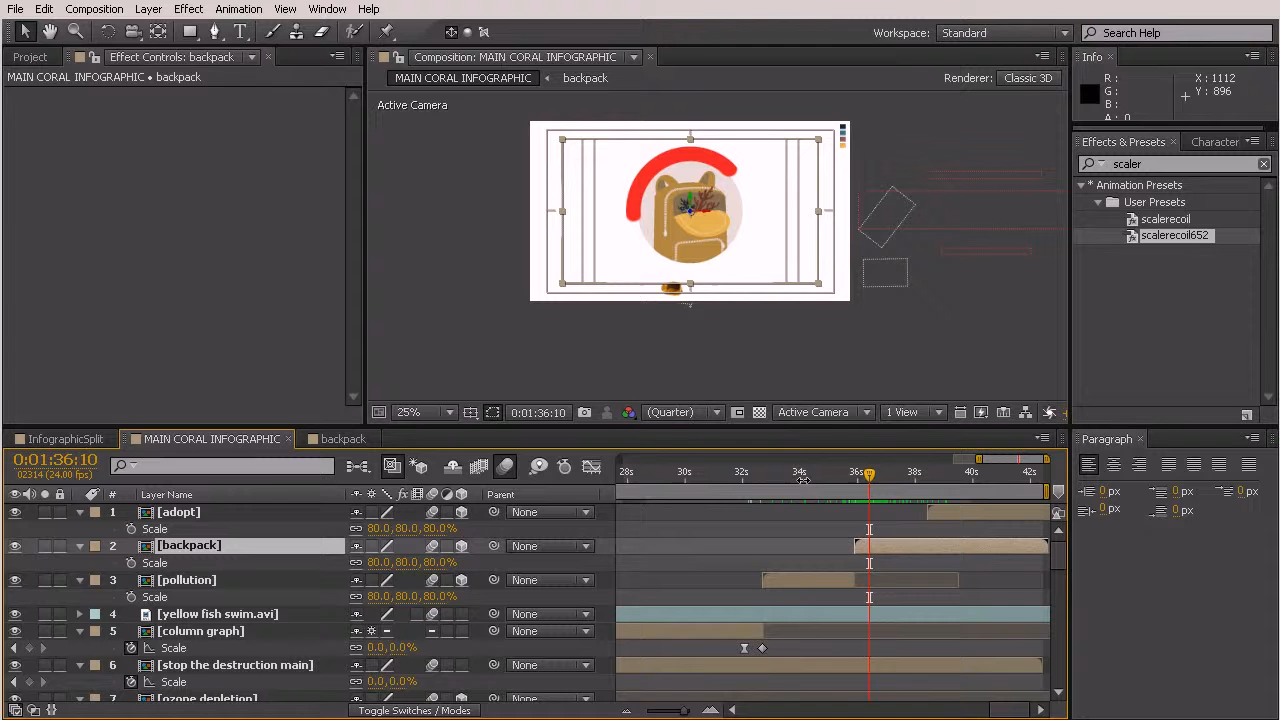 File Edit Composition Layer Effect Animation View Window Help
Workspace: Standard Search Help
Project Effect Controls: backpack Composition: MAIN CORAL INFOGRAPHIC Info
MAIN CORAL INFOGRAPHIC • backpack MAIN CORAL INFOGRAPHIC backpack Renderer: Classic 3D
R: X: 1112
G: Y: 896
B:
A: 0
Active Camera
Effects & Presets Character
scaler
* Animation Presets
User Presets
scalerecoil
scalerecoil652
25% 0:01:36:10 (Quarter) Active Camera 1 View
InfographicSplit MAIN CORAL INFOGRAPHIC backpack Paragraph
0:01:36:10
02314 (24.00 fps)
28s 30s 32s 34s 36s 38s 40s 42s
# Layer Name Parent
0 px 0 px 0 px
0 px 0 px
1 [adopt] None
Scale 80.0,80.0,80.0%
2 [backpack] None
Scale 80.0,80.0,80.0%
3 [pollution] None
Scale 80.0,80.0,80.0%
4 [yellow fish swim.avi] None
5 [column graph] None
Scale 0.0,0.0%
6 [stop the destruction main] None
Scale 0.0,0.0%
7 [ozone depletion] None
Toggle Switches / Modes